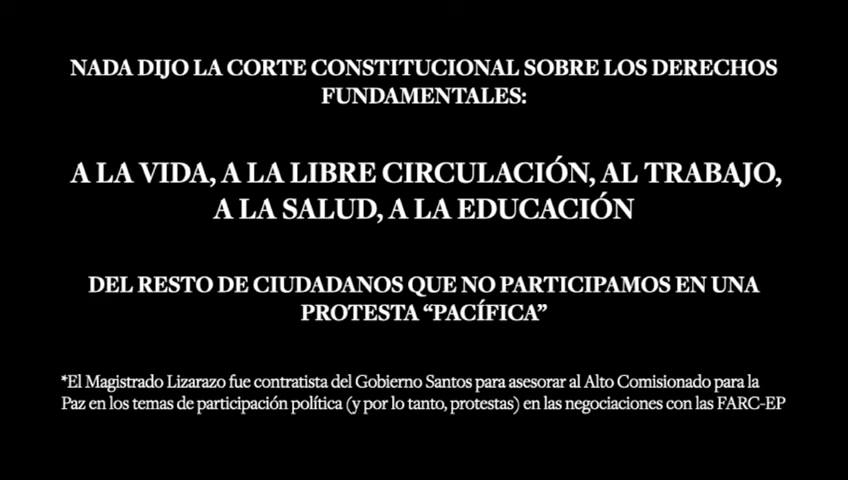 NADA DIJO LA CORTE CONSTITUCIONAL SOBRE LOS DERECHOS
FUNDAMENTALES:
A LA VIDA, A LA LIBRE CIRCULACIÓN, AL TRABAJO,
A LA SALUD, A LA EDUCACIÓN
DEL RESTO DE CIUDADANOS QUE NO PARTICIPAMOS EN UNA
PROTESTA “PACÍFICA”
*El Magistrado Lizarazo fue contratista del Gobierno Santos para asesorar al Alto Comisionado para la
Paz en los temas de participación política (y por lo tanto, protestas) en las negociaciones con las FARC-EP